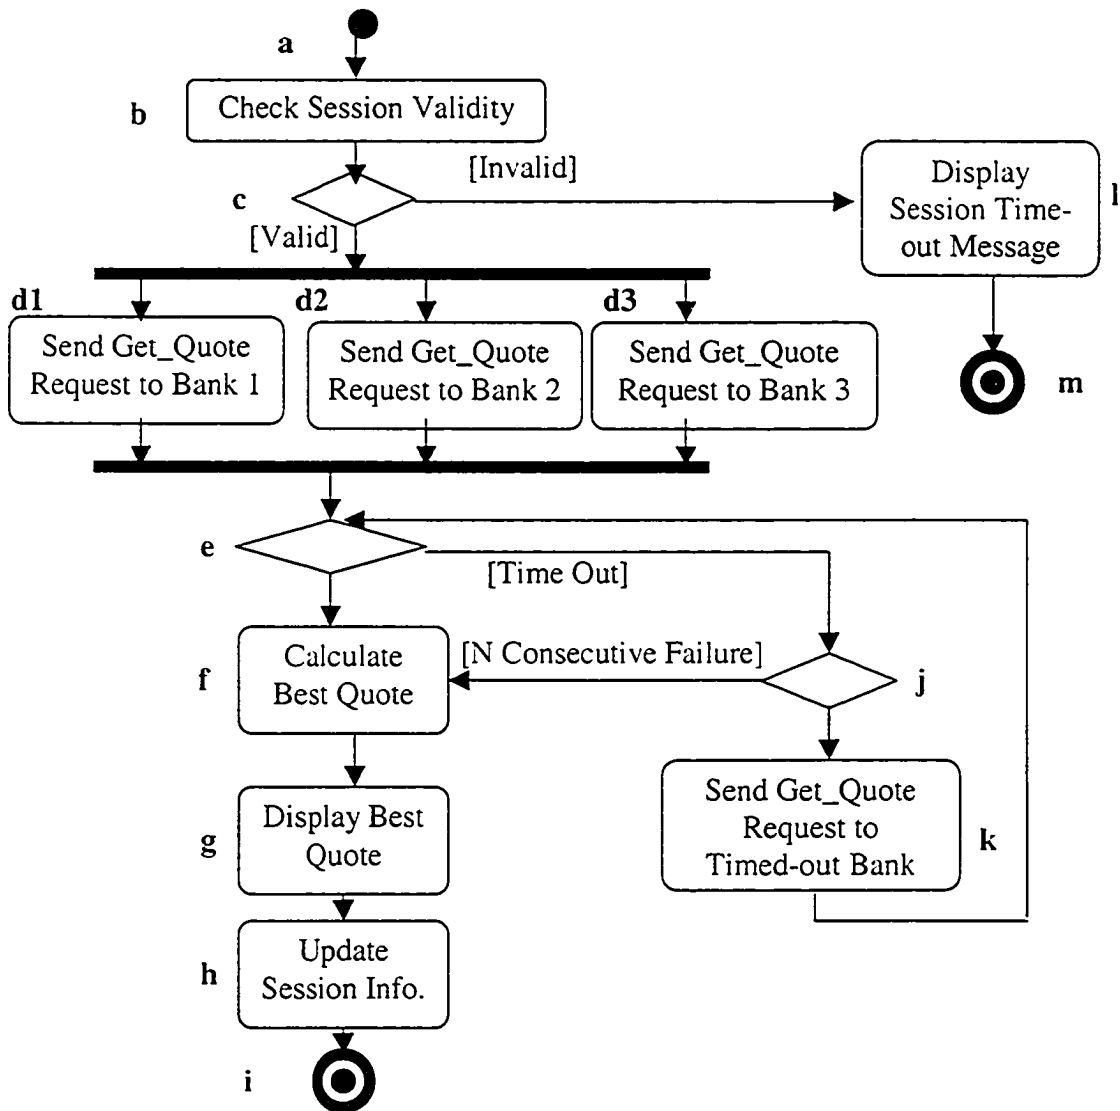 a
b
Check Session Validity
[Invalid]
c
[Valid]
Display
Session Time-
out Message
l
d1
d2
d3
Send Get_Quote
Request to Bank 1
Send Get_Quote
Request to Bank 2
Send Get_Quote
Request to Bank 3
m
e
[Time Out]
f
Calculate
Best Quote
[N Consecutive Failure]
j
g
Display Best
Quote
Send Get_Quote
Request to
Timed-out Bank
k
h
Update
Session Info.
i